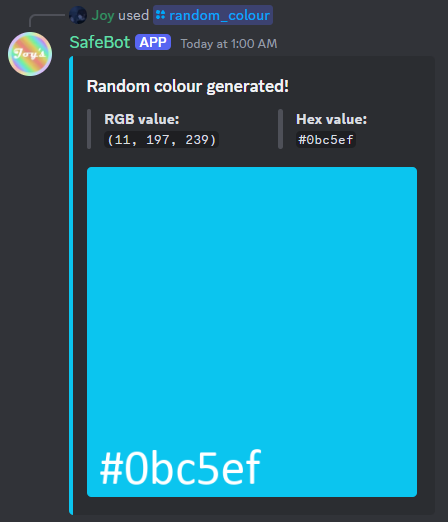 Joy used random_colour
Joy's
SafeBot APP Today at 1:00 AM
Random colour generated!
RGB value: Hex value:
(11, 197, 239) #0bc5ef
#0bc5ef